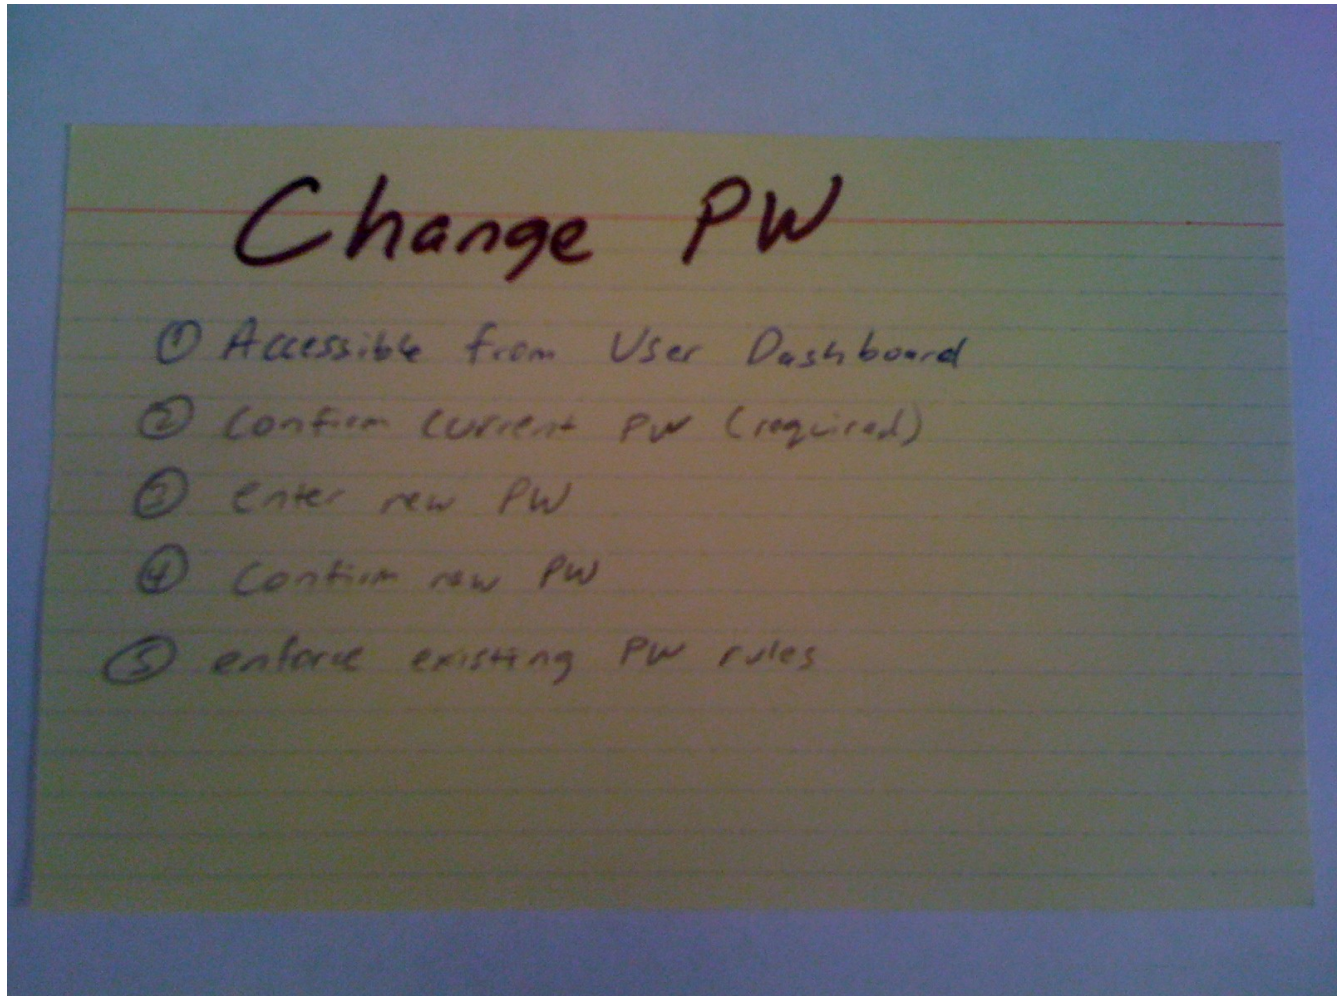 Change PW
① Accessible from User Dashboard
② Confirm current PW (required)
③ enter new PW
④ Confirm new PW
⑤ enforce existing PW rules